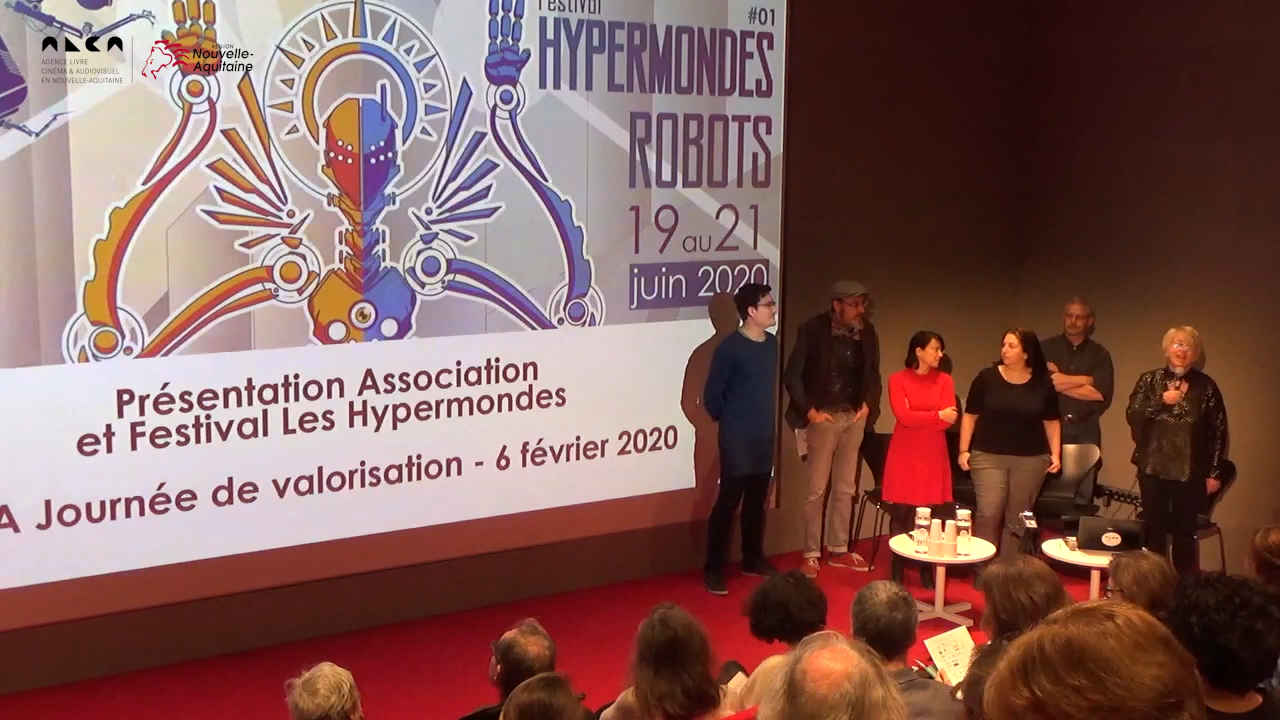 ALCA
AGENCE LIVRE
CINÉMA & AUDIOVISUEL
EN NOUVELLE-AQUITAINE
RÉGION
Nouvelle-
Aquitaine
Festival
#01
HYPERMONDES
ROBOTS
19 au 21
juin 2020
Présentation Association
et Festival Les Hypermondes
A Journée de valorisation - 6 février 2020